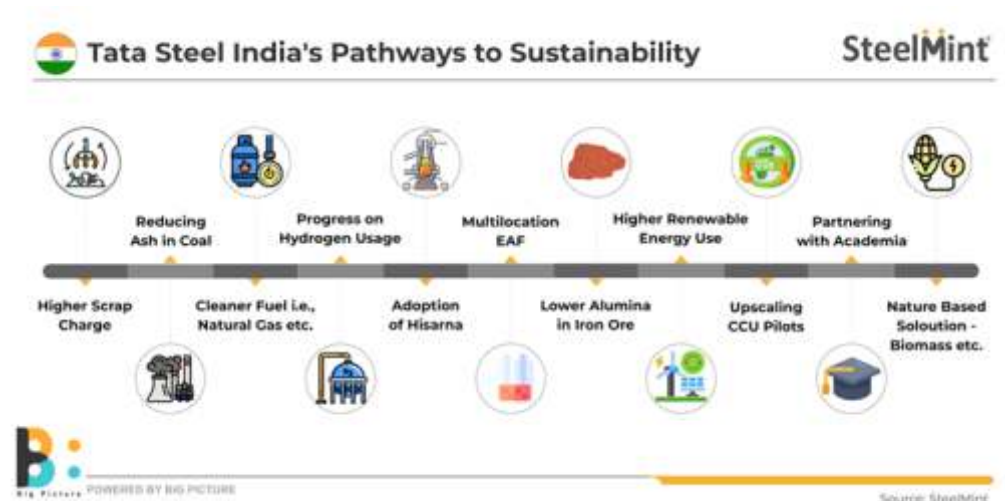 Tata Steel India's Pathways to Sustainability
SteelMint
Reducing
Ash in Coal
Progress on
Hydrogen Usage
Multilocation
EAF
Higher Renewable
Energy Use
Partnering
with Academia
Higher Scrap
Charge
Cleaner Fuel i.e.,
Natural Gas etc.
Adoption
of Hisarna
Lower Alumina
in Iron Ore
Upscaling
CCU Pilots
Nature Based
Soloution -
Biomass etc.
B:
Big Picture
POWERED BY BIG PICTURE
Source: SteelMint